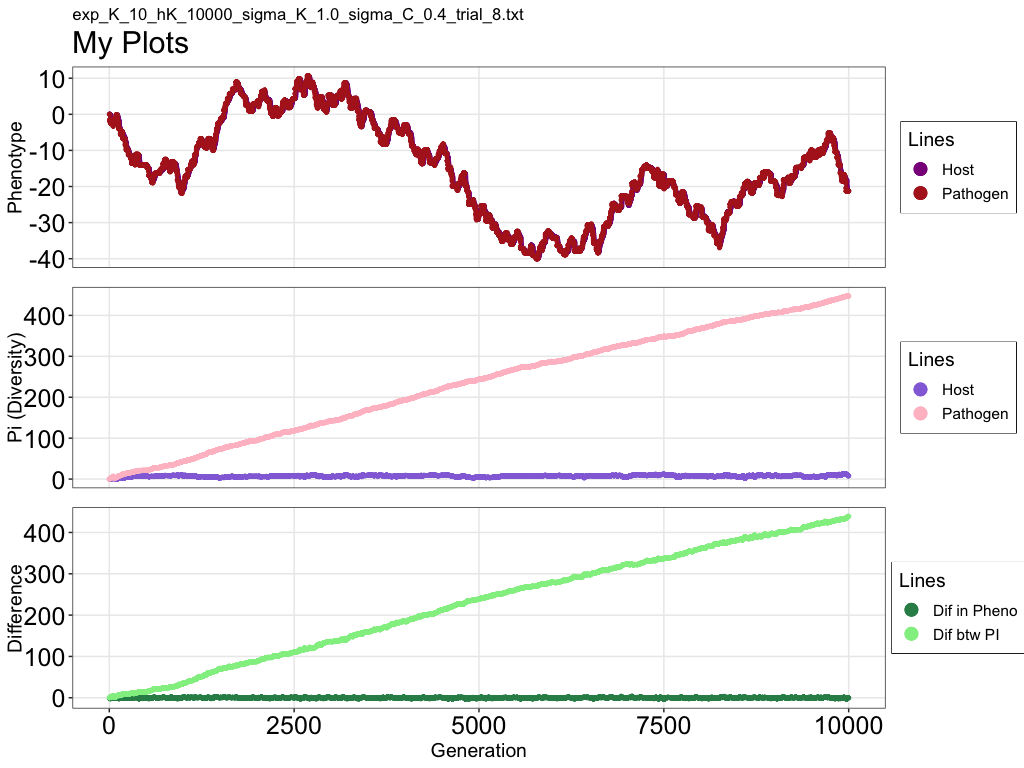 exp_K_10_hK_10000_sigma_K_1.0_sigma_C_0.4_trial_8.txt
My Plots
Phenotype
10
0
-10
-20
-30
-40
Lines
Host
Pathogen
Pi (Diversity)
400
300
200
100
0
Lines
Host
Pathogen
Difference
400
300
200
100
0
Lines
Dif in Pheno
Dif btw PI
0 2500 5000 7500 10000
Generation